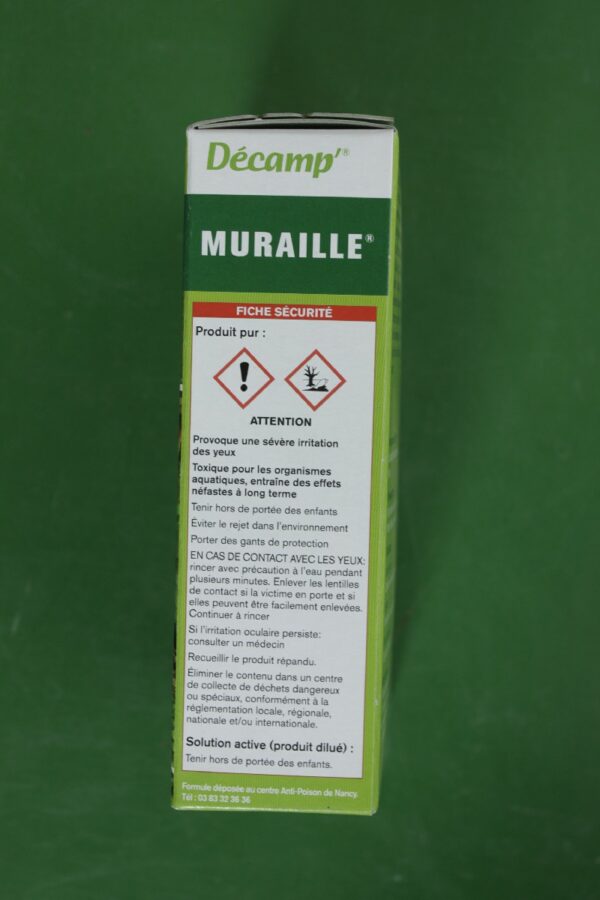 Décamp'®
MURAILLE®
FICHE SÉCURITÉ
Produit pur :
ATTENTION
Provoque une sévère irritation
des yeux
Toxique pour les organismes
aquatiques, entraîne des effets
néfastes à long terme
Tenir hors de portée des enfants
Éviter le rejet dans l'environnement
Porter des gants de protection
EN CAS DE CONTACT AVEC LES YEUX:
rincer avec précaution à l'eau pendant
plusieurs minutes. Enlever les lentilles
de contact si la victime en porte et si
elles peuvent être facilement enlevées.
Continuer à rincer
Si l'irritation oculaire persiste:
consulter un médecin
Recueillir le produit répandu.
Éliminer le contenu dans un centre
de collecte de déchets dangereux
ou spéciaux, conformément à la
réglementation locale, régionale,
nationale et/ou internationale.
Solution active (produit dilué) :
Tenir hors de portée des enfants.
Formule déposée au centre Anti-Poison de Nancy.
Tél : 03 83 32 36 36